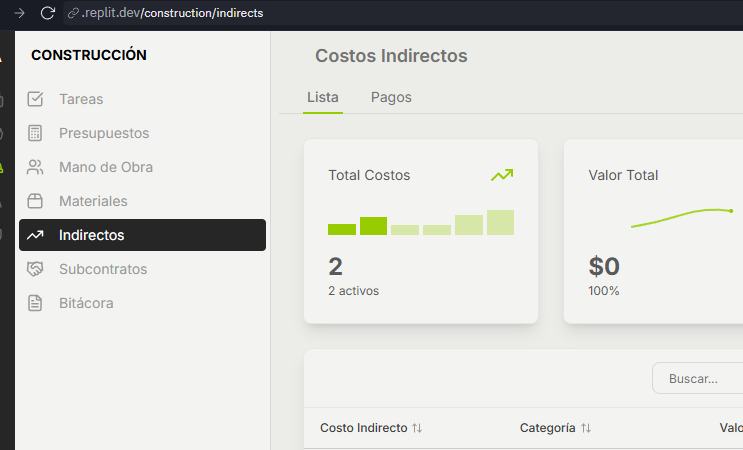 .replit.dev/construction/indirects
CONSTRUCCIÓN
Tareas
Presupuestos
Mano de Obra
Materiales
Indirectos
Subcontratos
Bitácora
Costos Indirectos
Lista Pagos
Total Costos
2
2 activos
Valor Total
$0
100%
Buscar...
Costo Indirecto Categoría Valo